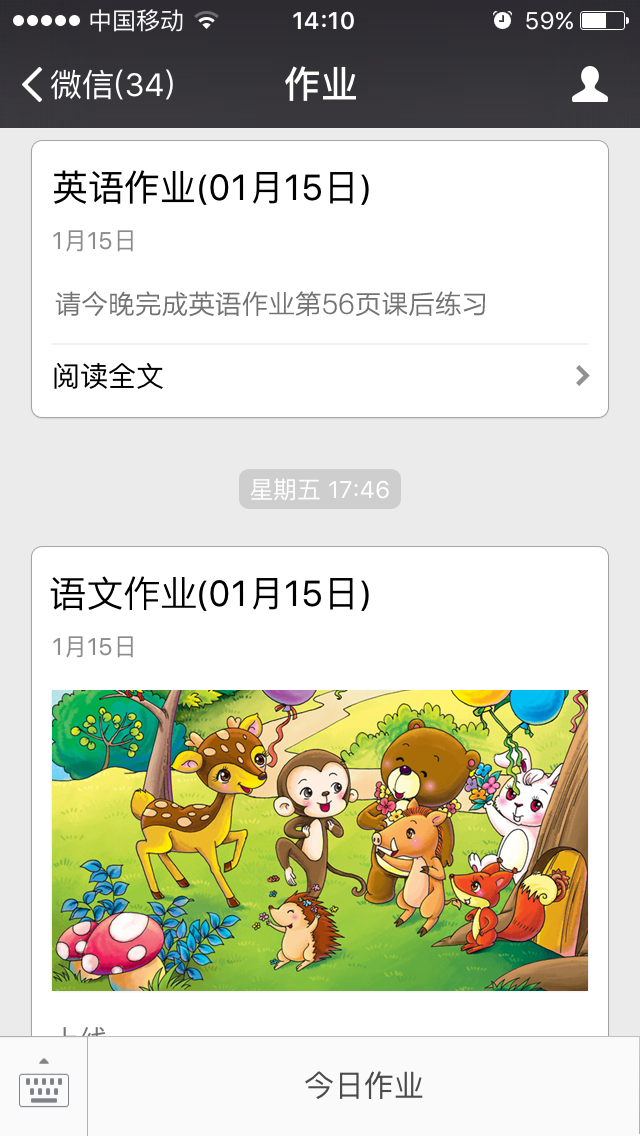 中国移动 14:10 59%
微信(34) 作业
英语作业(01月15日)
1月15日
请今晚完成英语作业第56页课后练习
阅读全文
星期五 17:46
语文作业(01月15日)
1月15日
今日作业